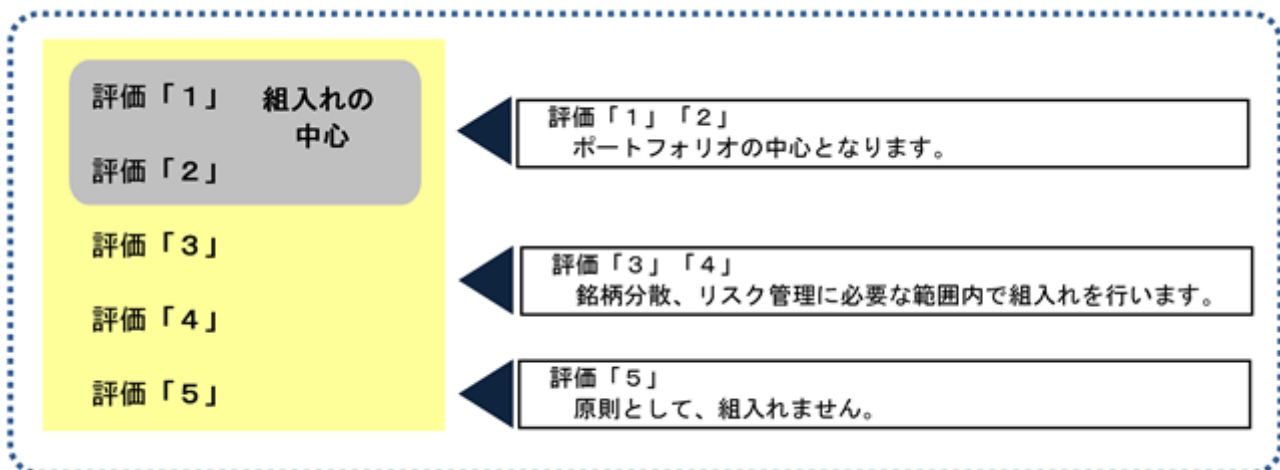 評価「１」
組入れの
中心
評価「２」
評価「３」
評価「４」
評価「５」
評価「１」「２」
ポートフォリオの中心となります。
評価「３」「４」
銘柄分散、リスク管理に必要な範囲内で組入れを行います。
評価「５」
原則として、組入れません。